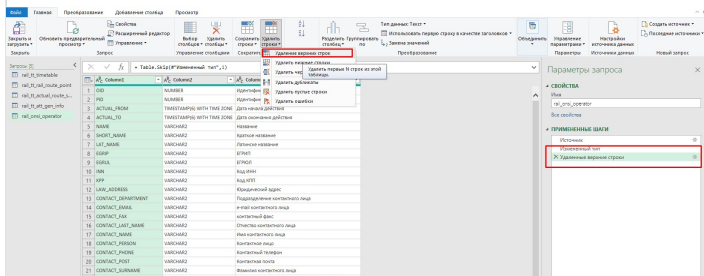 Файл Главная Преобразование Добавление столбца Просмотр
Закрыть и загрузить Обновить предварительный просмотр Свойства Расширенный редактор Управление Выбор столбцов Удалить столбцы Сохранить строки Удалить строки Разделить столбец Группировать по Тип данных: Текст Использовать первую строку в качестве заголовков Замена значений Объединить Управление параметрами Настройки источника данных Создать источник Последние источники
Закрыть Запрос Управление столбцами Преобразование Параметры Источники данных Новый запрос
Удаление верхних строк
Удалить нижние строки
Удалить первые N строк из этой таблицы.
Удалить дубликаты
Удалить пустые строки
Удалить ошибки
Запросы [5]
rail_tt_timetable
rail_tt_rail_route_point
rail_tt_actual_route_s...
rail_tt_att_gen_info
rail_onsi_operator
= Table.Skip(#"Измененный тип",1)
Column1 Column2 Column3
1 OID NUMBER
2 PID NUMBER
3 ACTUAL_FROM TIMESTAMP(6) WITH TIME ZONE Дата начала действия
4 ACTUAL_TO TIMESTAMP(6) WITH TIME ZONE Дата окончания действия
5 NAME VARCHAR2 Название
6 SHORT_NAME VARCHAR2 Краткое название
7 LAT_NAME VARCHAR2 Латинское название
8 EGRIP VARCHAR2 ЕГРИП
9 EGRUL VARCHAR2 ЕГРЮЛ
10 INN VARCHAR2 Код ИНН
11 KPP VARCHAR2 Код КПП
12 LAW_ADDRESS VARCHAR2 Юридический адрес
13 CONTACT_DEPARTMENT VARCHAR2 Подразделение контактного лица
14 CONTACT_EMAIL VARCHAR2 e-mail контактного лица
15 CONTACT_FAX VARCHAR2 контактный факс
16 CONTACT_LAST_NAME VARCHAR2 Отчество контактного лица
17 CONTACT_NAME VARCHAR2 Имя контактного лица
18 CONTACT_PERSON VARCHAR2 Контактное лицо
19 CONTACT_PHONE VARCHAR2 Контактный телефон
20 CONTACT_POST VARCHAR2 Контактная почта
21 CONTACT_SURNAME VARCHAR2 Фамилия контактного лица
Параметры запроса
СВОЙСТВА
Имя
rail_onsi_operator
Все свойства
ПРИМЕНЕННЫЕ ШАГИ
Источник
Измененный тип
Удаленные верхние строки